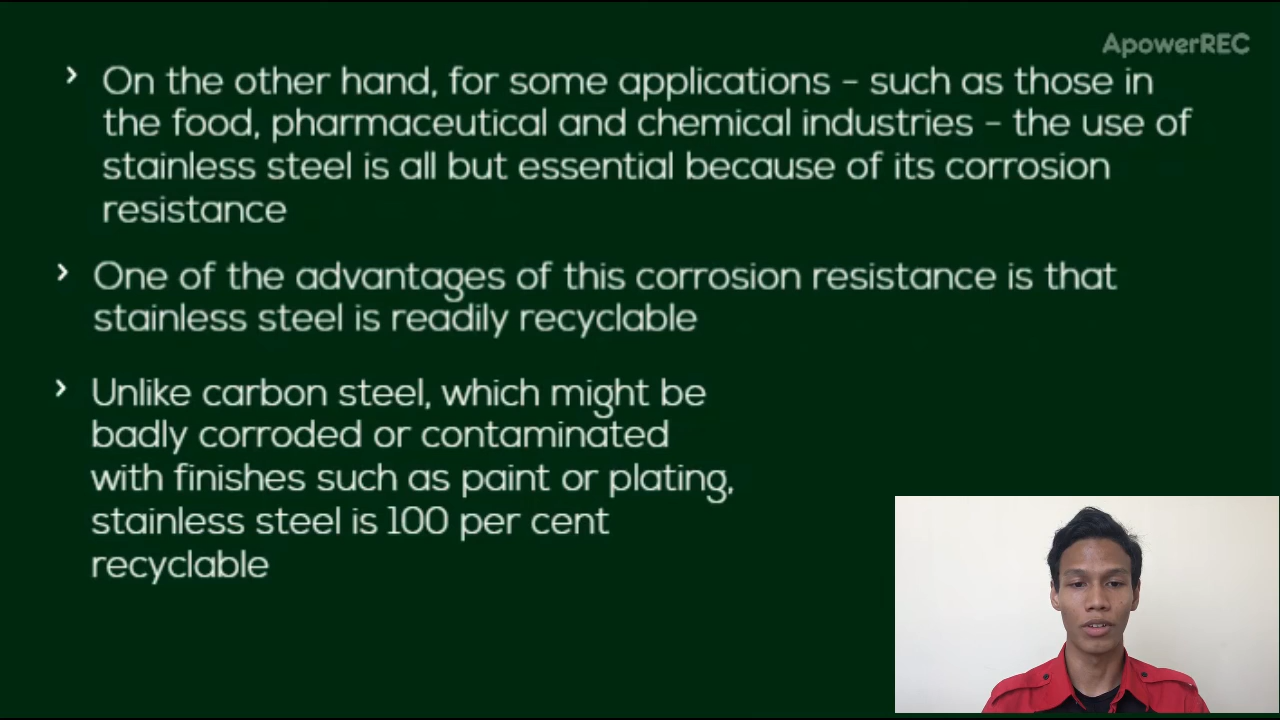 ApowerREC
On the other hand, for some applications - such as those in
the food, pharmaceutical and chemical industries - the use of
stainless steel is all but essential because of its corrosion
resistance
One of the advantages of this corrosion resistance is that
stainless steel is readily recyclable
Unlike carbon steel, which might be
badly corroded or contaminated
with finishes such as paint or plating,
stainless steel is 100 per cent
recyclable